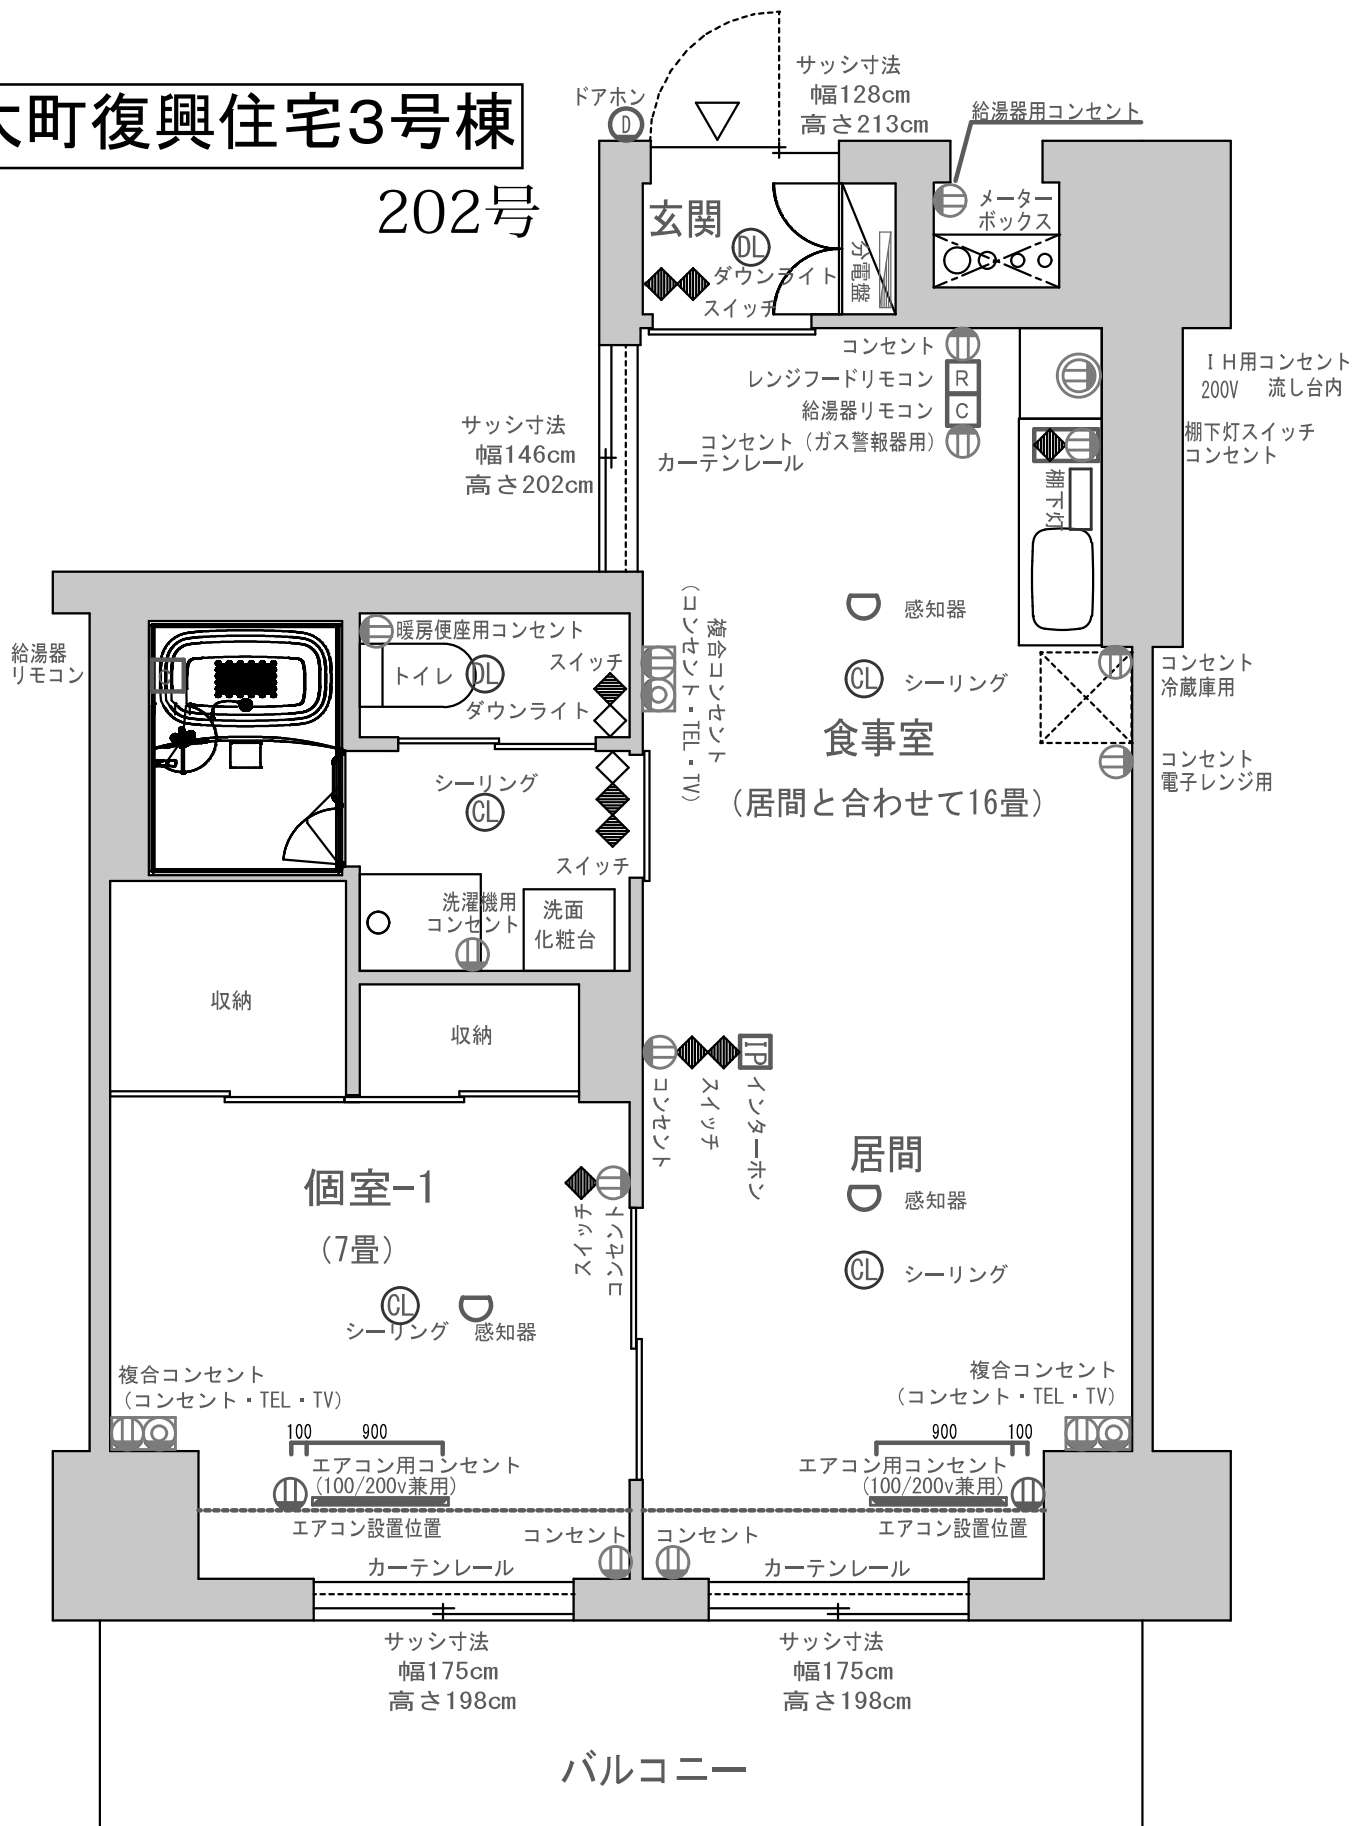 大町復興住宅3号棟
202号
ドアホン
D
サッシ寸法
幅128cm
高さ213cm
給湯器用コンセント
メーター
ボックス
玄関
DL
ダウンライト
スイッチ
分電盤
コンセント
レンジフードリモコン
R
給湯器リモコン
C
コンセント（ガス警報器用）
カーテンレール
ＩＨ用コンセント
200V 流し台内
棚下灯スイッチ
コンセント
棚下灯
サッシ寸法
幅146cm
高さ202cm
給湯器
リモコン
暖房便座用コンセント
トイレ
DL
スイッチ
ダウンライト
複合コンセント
（コンセント・TEL・TV）
感知器
CL
シーリング
食事室
（居間と合わせて16畳）
コンセント
冷蔵庫用
コンセント
電子レンジ用
シーリング
CL
スイッチ
洗濯機用
コンセント
洗面
化粧台
収納
収納
IP
コンセント
スイッチ
インターホン
個室-1
（7畳）
スイッチ
コンセント
CL
シーリング
感知器
居間
感知器
CL
シーリング
複合コンセント
（コンセント・TEL・TV）
100 900
エアコン用コンセント
(100/200v兼用)
エアコン設置位置
コンセント
カーテンレール
複合コンセント
（コンセント・TEL・TV）
900 100
エアコン用コンセント
(100/200v兼用)
エアコン設置位置
コンセント
カーテンレール
サッシ寸法
幅175cm
高さ198cm
サッシ寸法
幅175cm
高さ198cm
バルコニー